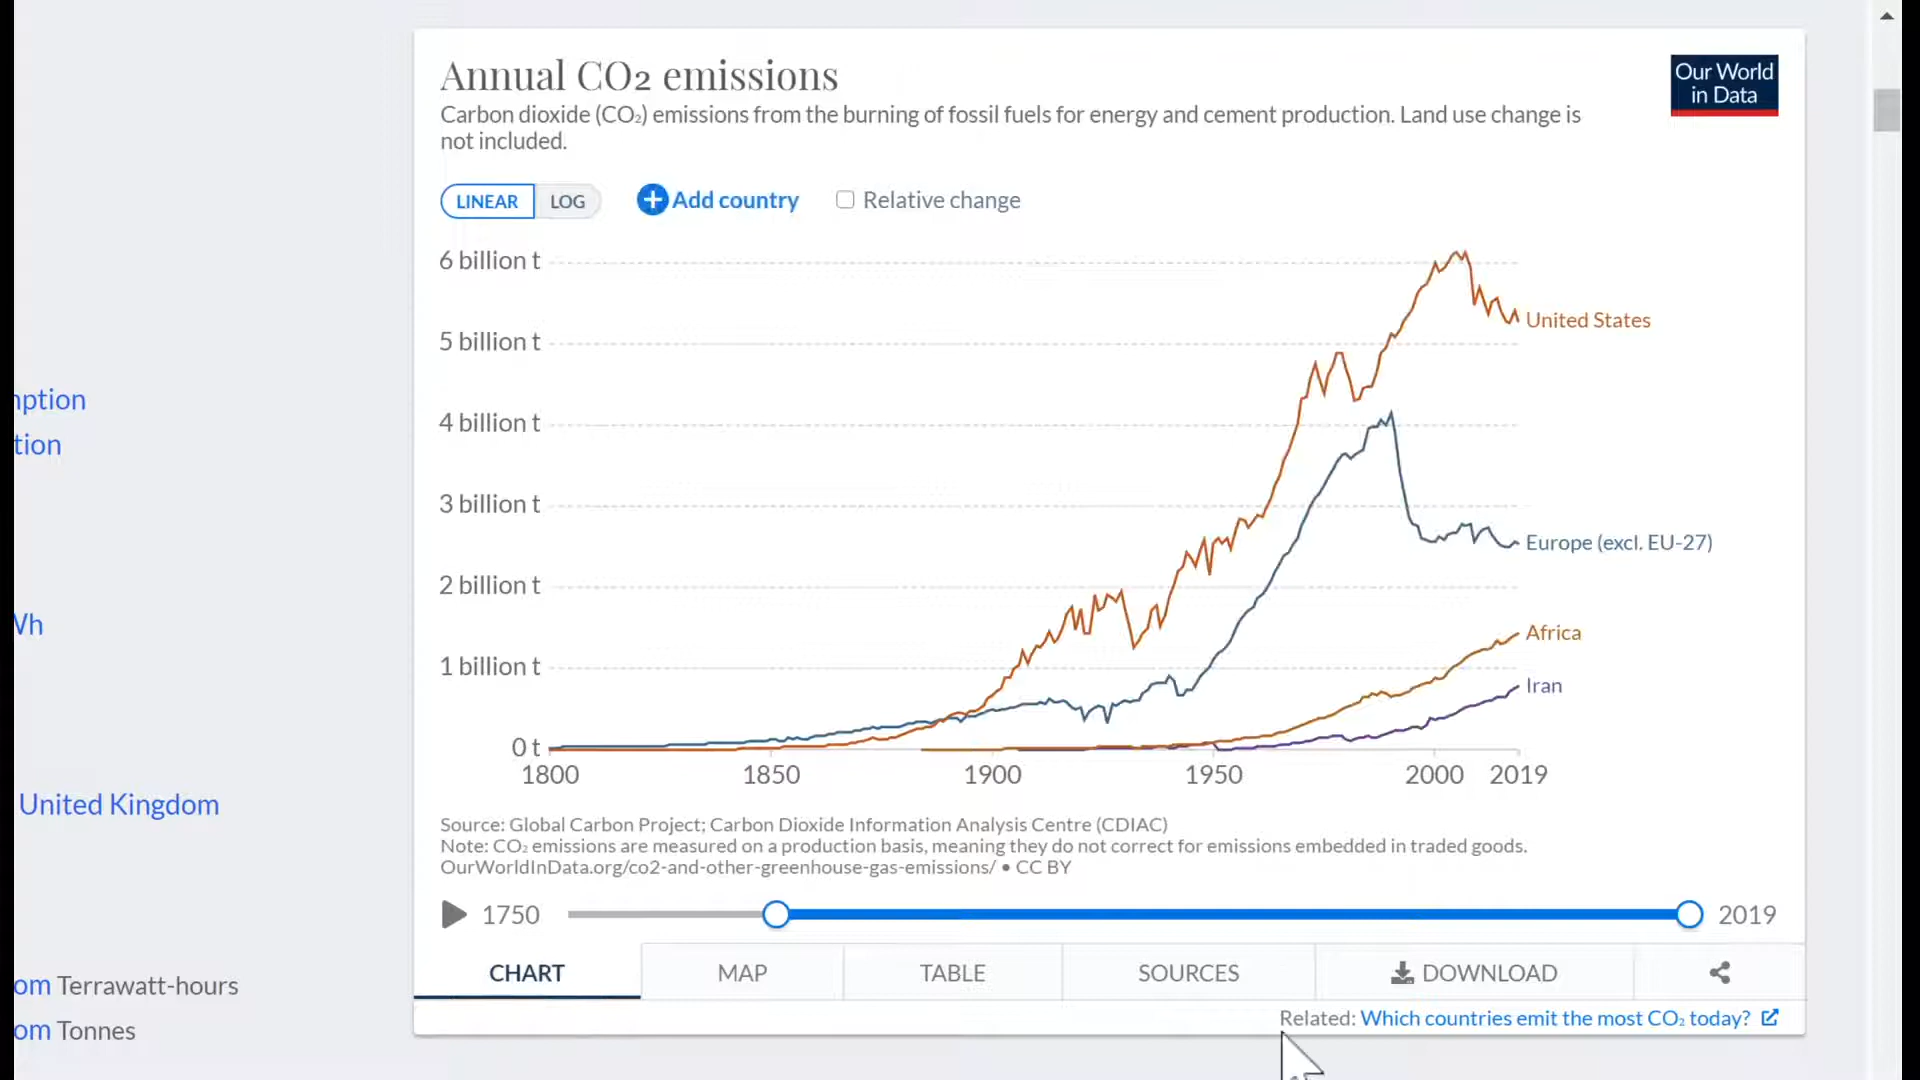 Annual CO2 emissions
Our World
in Data
Carbon dioxide (CO₂) emissions from the burning of fossil fuels for energy and cement production. Land use change is
not included.
LINEAR LOG Add country Relative change
6 billion t
United States
5 billion t
nption
4 billion t
tion
3 billion t
Europe (excl. EU-27)
2 billion t
Wh
Africa
1 billion t
Iran
0 t
1800 1850 1900 1950 2000 2019
United Kingdom
Source: Global Carbon Project; Carbon Dioxide Information Analysis Centre (CDIAC)
Note: CO₂ emissions are measured on a production basis, meaning they do not correct for emissions embedded in traded goods.
OurWorldInData.org/co2-and-other-greenhouse-gas-emissions/ • CC BY
1750 2019
CHART MAP TABLE SOURCES DOWNLOAD
om Terrawatt-hours
Related: Which countries emit the most CO₂ today?
om Tonnes